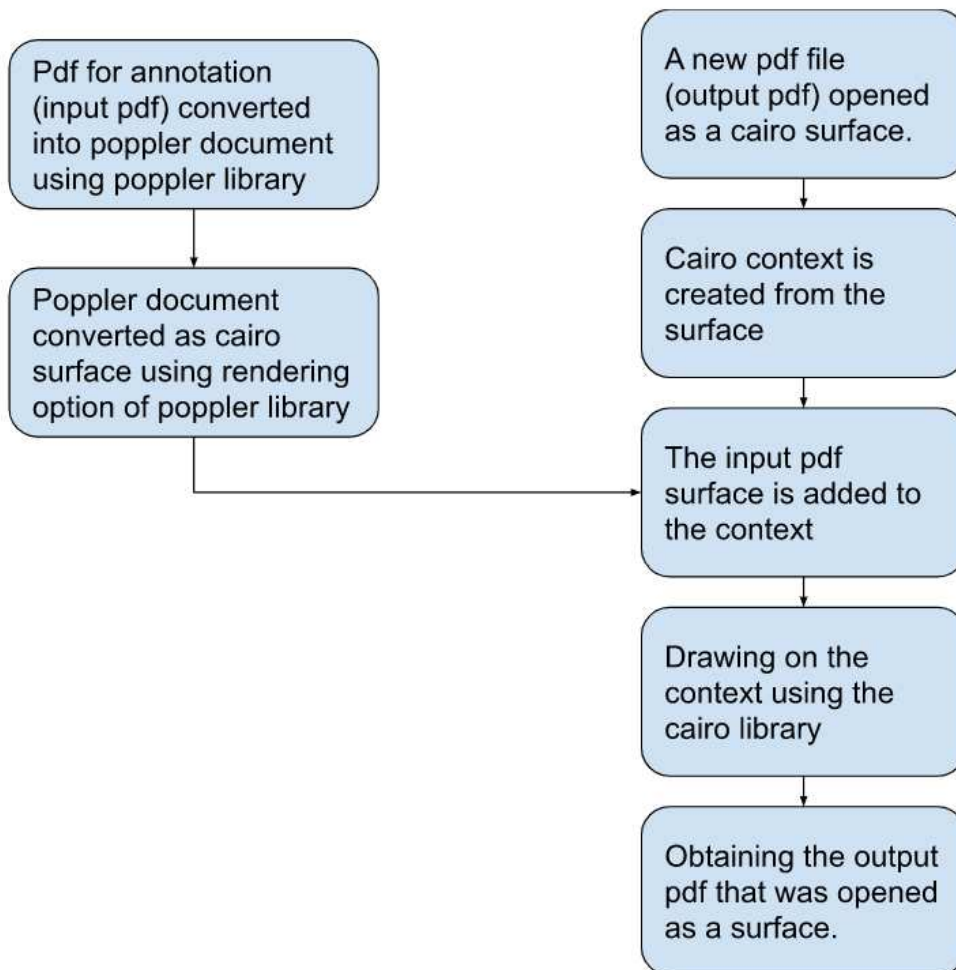 Pdf for annotation
(input pdf) converted
into poppler document
using poppler library
Poppler document
converted as cairo
surface using rendering
option of poppler library
A new pdf file
(output pdf) opened
as a cairo surface.
Cairo context is
created from the
surface
The input pdf
surface is added to
the context
Drawing on the
context using the
cairo library
Obtaining the output
pdf that was opened
as a surface.